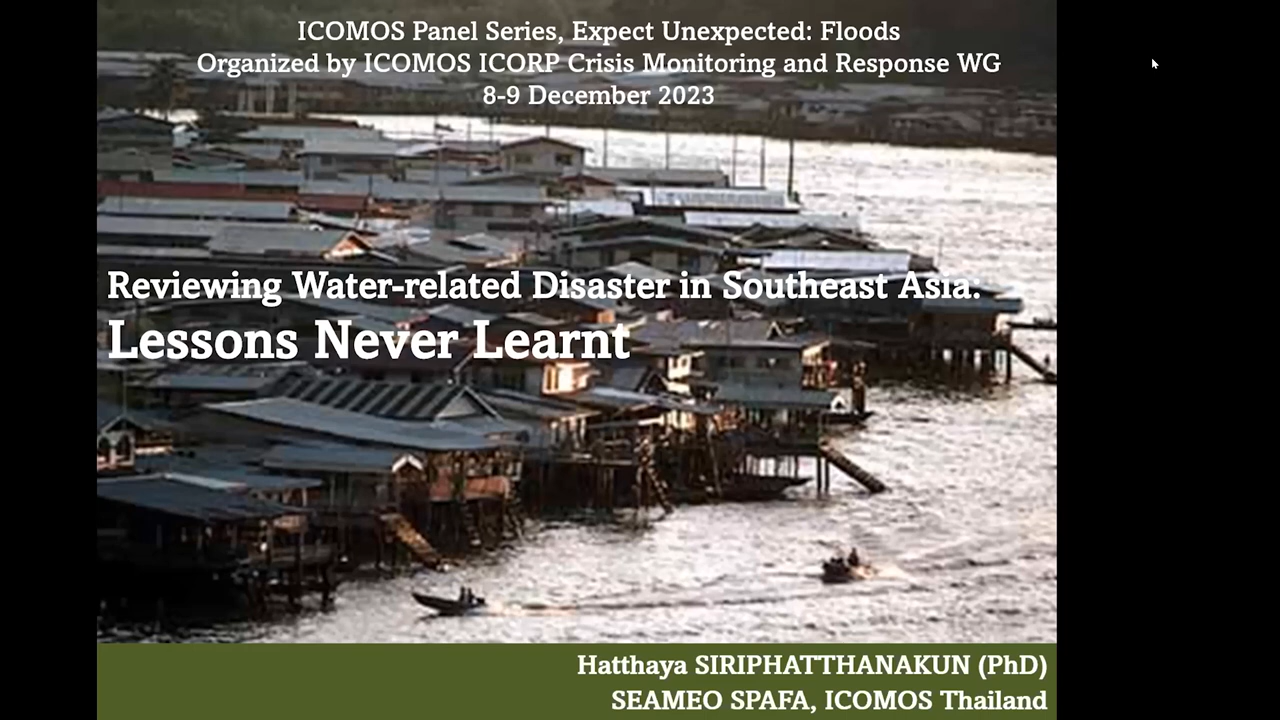 ICOMOS Panel Series, Expect Unexpected: Floods
Organized by ICOMOS ICORP Crisis Monitoring and Response WG
8-9 December 2023
Reviewing Water-related Disaster in Southeast Asia.
Lessons Never Learnt
Hatthaya SIRIPHATTHANAKUN (PhD)
SEAMEO SPAFA, ICOMOS Thailand